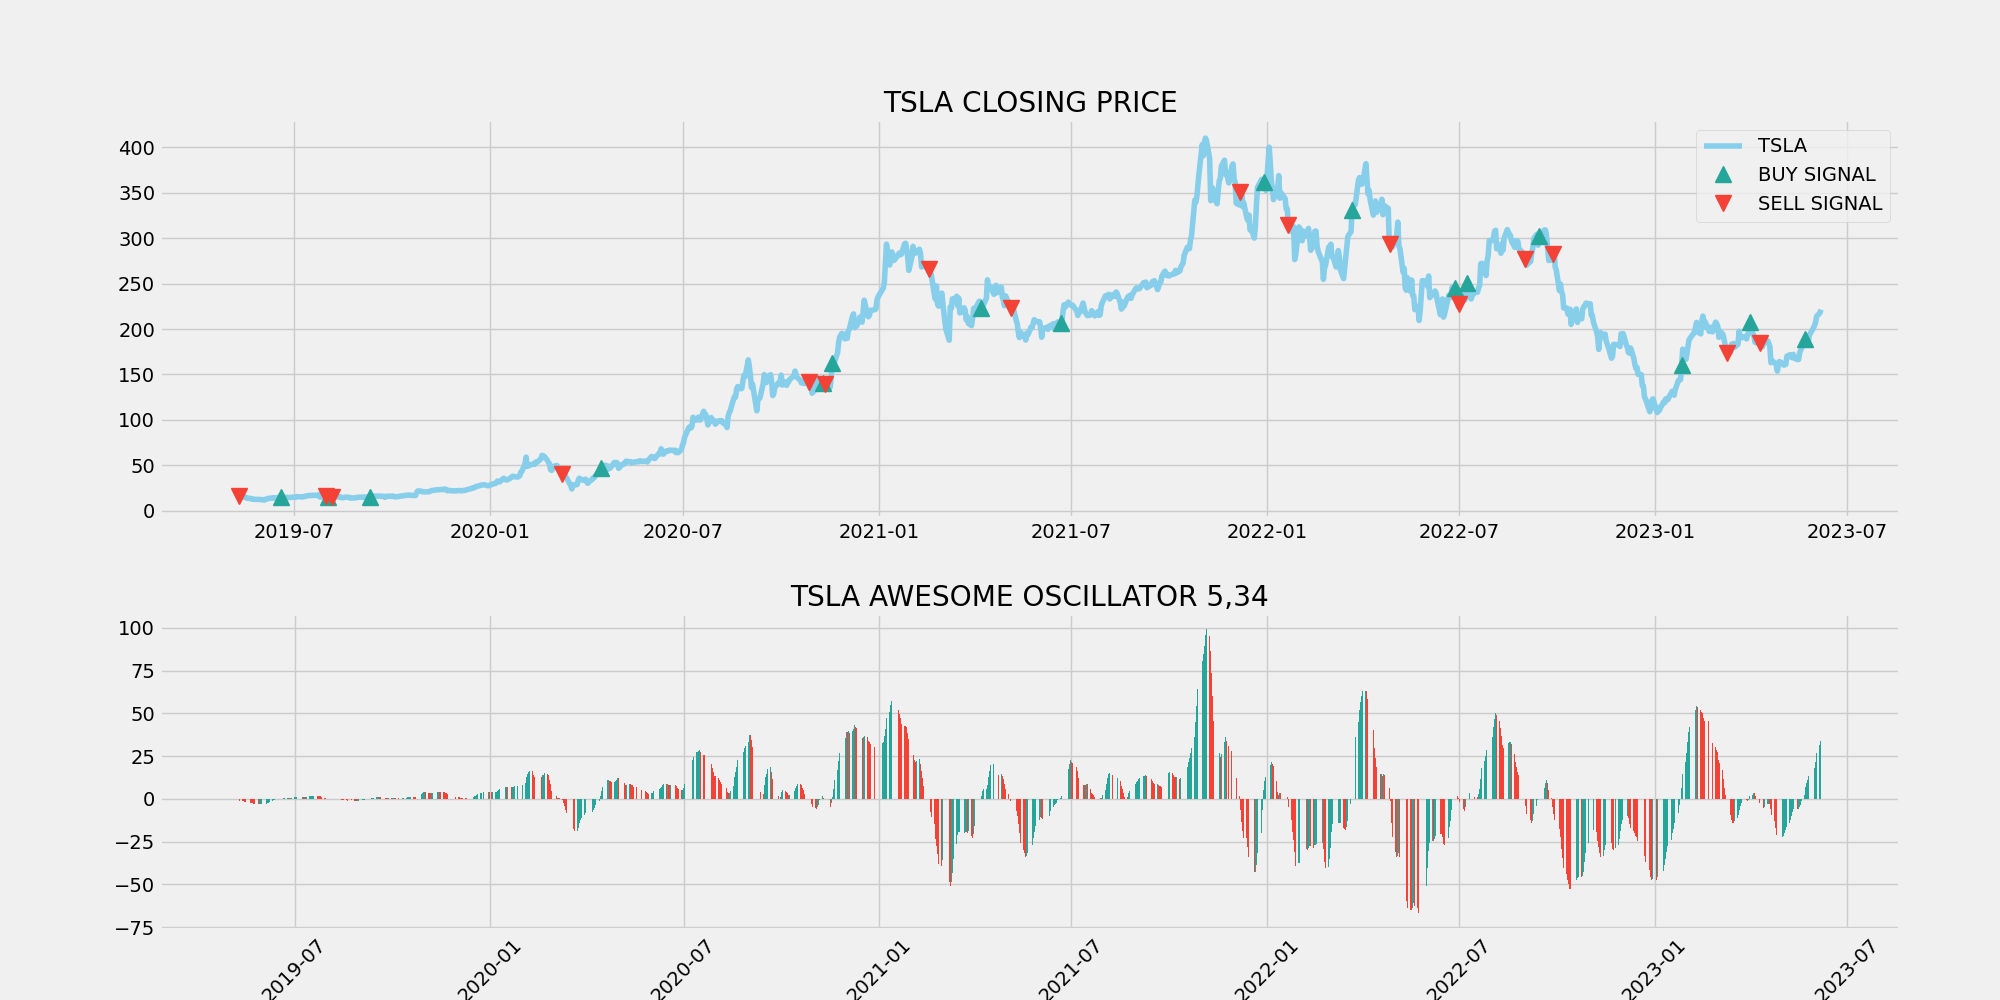 TSLA CLOSING PRICE
400
350
300
250
200
150
100
50
0
TSLA
BUY SIGNAL
SELL SIGNAL
2019-07 2020-01 2020-07 2021-01 2021-07 2022-01 2022-07 2023-01 2023-07
TSLA AWESOME OSCILLATOR 5,34
100
75
50
25
0
−25
−50
−75
2019-07 2020-01 2020-07 2021-01 2021-07 2022-01 2022-07 2023-01 2023-07